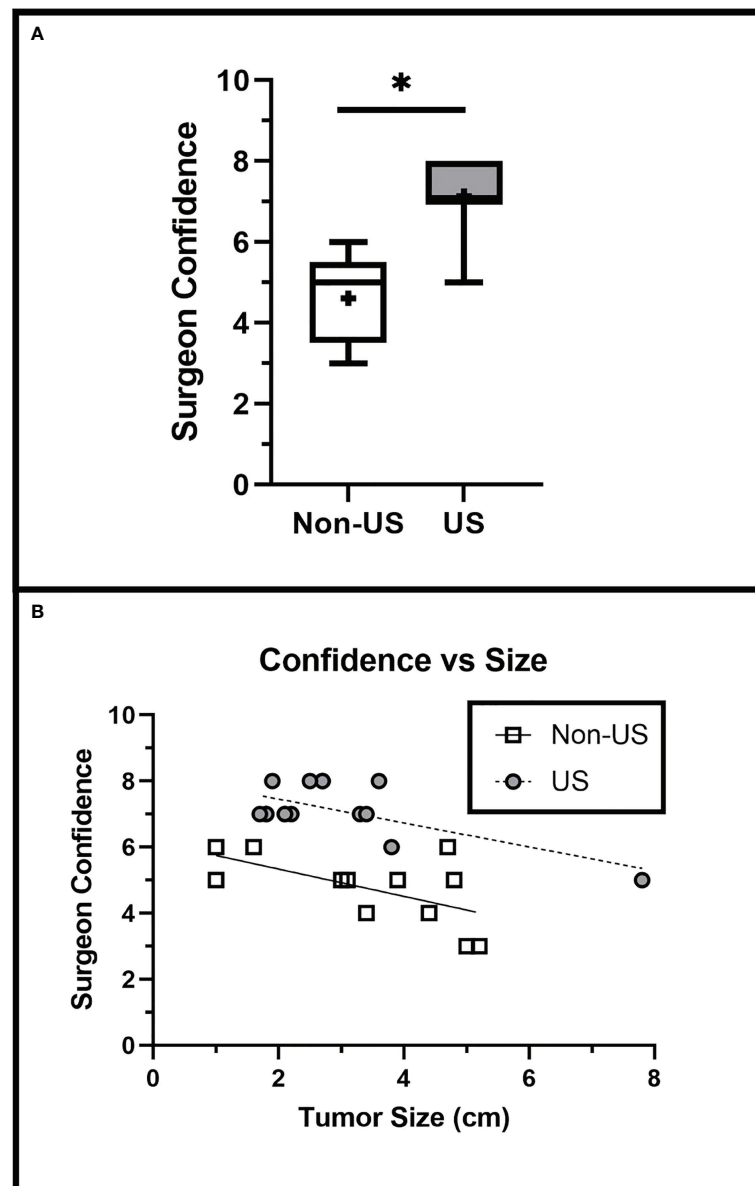 A
*
Surgeon Confidence
10
8
6
4
2
0
Non-US
US
B
Confidence vs Size
Surgeon Confidence
10
8
6
4
2
0
Non-US
US
0 2 4 6 8
Tumor Size (cm)